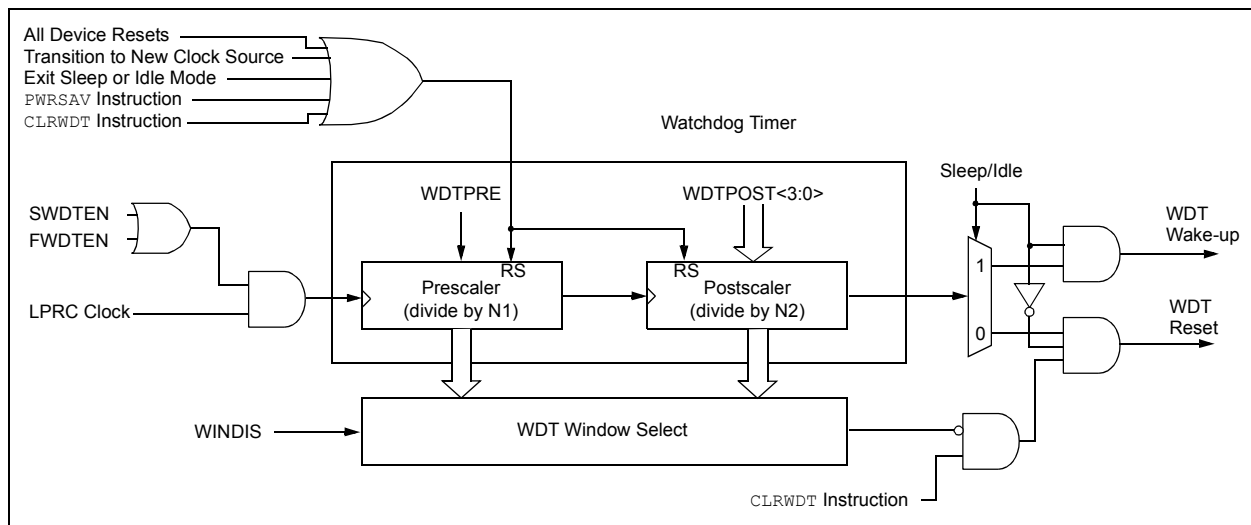 All Device Resets
Transition to New Clock Source
Exit Sleep or Idle Mode
PWRSAV Instruction
CLRWDT Instruction
Watchdog Timer
Sleep/Idle
WDTPRE
WDTPOST<3:0>
SWDTEN
FWDTEN
WDT
Wake-up
RS
RS
1
Prescaler
(divide by N1)
Postscaler
(divide by N2)
LPRC Clock
0
WDT
Reset
WINDIS
WDT Window Select
CLRWDT Instruction